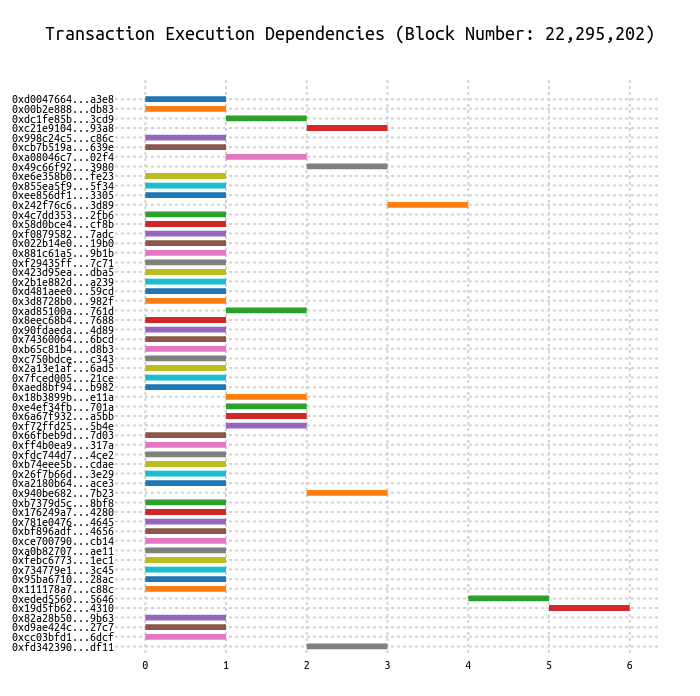 Transaction Execution Dependencies (Block Number: 22,295,202)
0xd0047664...a3e8
0x00b2e888...db83
0xdc1fe85b...3cd9
0xc21e9104...93a8
0x998c24c5...c86c
0xcb7b519a...639e
0xa08046c7...02f4
0x49c66f92...3980
0xe6e358b0...fe23
0x855ea5f9...5f34
0xee856df1...3305
0x242f76c6...3d89
0x4c7dd353...2fb6
0x58d0bce4...cf8b
0xf0879582...7adc
0x022b14e0...19b0
0x881c61a5...9b1b
0xf29435ff...7c71
0x423d95ea...dba5
0x2b1e882d...a239
0xd481aee0...59cd
0x3d8728b0...982f
0xad85100a...761d
0x8eec68b4...7688
0x90fdaeda...4d89
0x74360064...6bcd
0xb65c81b4...d8b3
0xc750bdce...c343
0x2a13e1af...6ad5
0x7fced005...21ce
0xaed8bf94...b982
0x18b3899b...e11a
0xe4ef34fb...701a
0x6a67f932...a5bb
0xf72ffd25...5b4e
0x66fbeb9d...7d03
0xff4b0ea9...317a
0xfdc744d7...4ce2
0xb74eee5b...cdae
0x26f7b66d...3e29
0xa2180b64...ace3
0x940be682...7b23
0xb7379d5c...8bf8
0x176249a7...4280
0x781e0476...4645
0xbf896adf...4656
0xce700790...cb14
0xa0b82707...ae11
0xfebc6773...1ec1
0x734779e1...3c45
0x95ba6710...28ac
0x111178a7...c88c
0xeded5560...5646
0x19d5fb62...4310
0x82a28b50...9b63
0xd9ae424c...27c7
0xcc03bfd1...6dcf
0xfd342390...df11
0 1 2 3 4 5 6